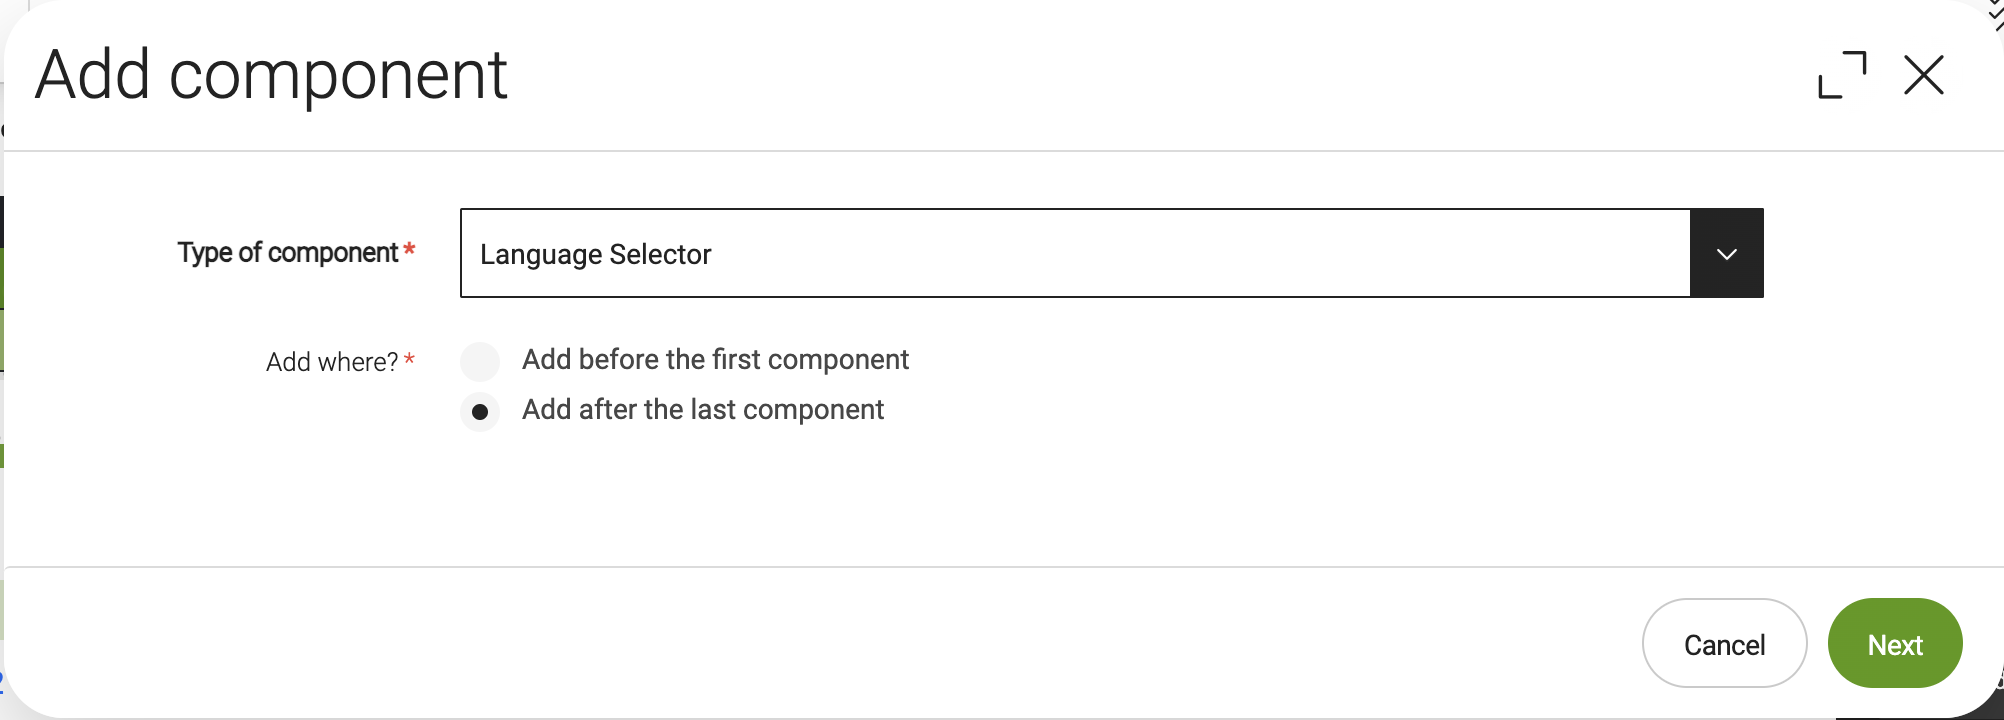 Add component
Type of component *
Language Selector
Add where? *
Add before the first component
Add after the last component
Cancel
Next